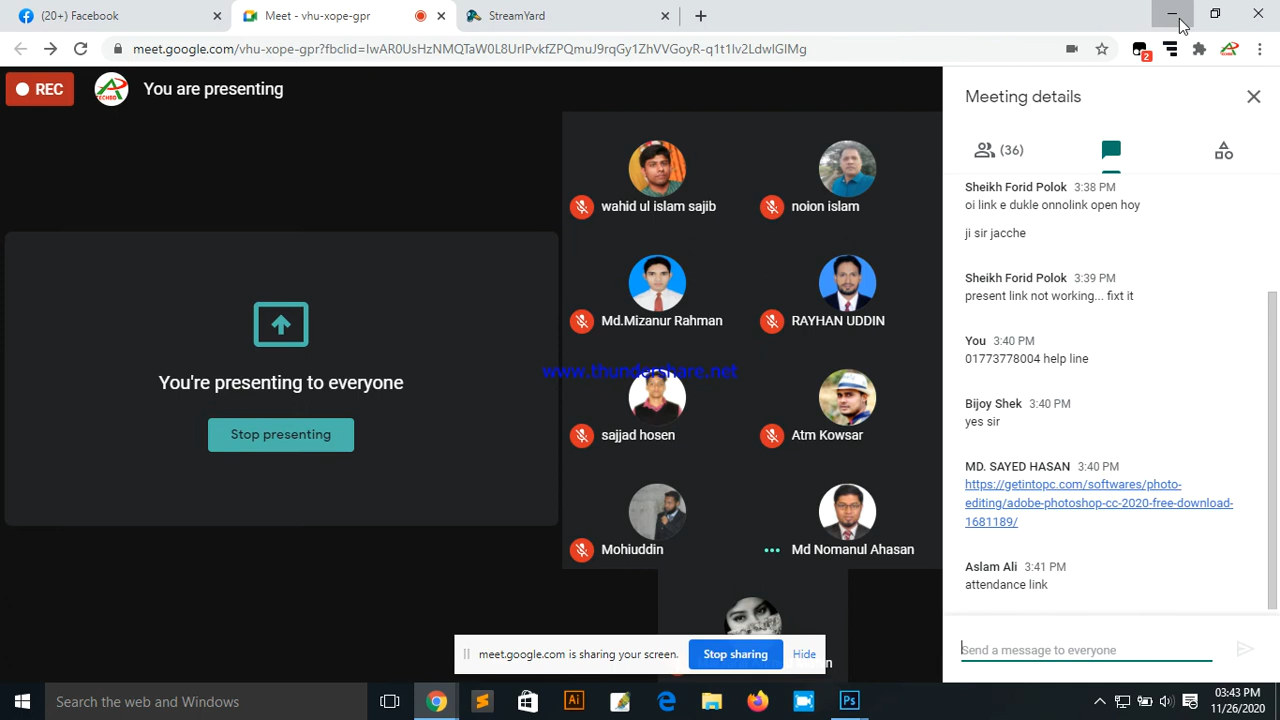 (20+) Facebook
Meet - vhu-xope-gpr
StreamYard
meet.google.com/vhu-xope-gpr?fbclid=IwAR0UsHzNMQTaW0L8UrIPvkfZPQmuJ9rqGy1ZhVVGoyR-q1t1lv2LdwlGlMg
2
REC
You are presenting
Meeting details
(36)
wahid ul islam sajib
noion islam
Md.Mizanur Rahman
RAYHAN UDDIN
www.thundershare.net
sajjad hosen
Atm Kowsar
Mohiuddin
Md Nomanul Ahasan
You're presenting to everyone
Stop presenting
Sheikh Forid Polok 3:38 PM
oi link e dukle onnolink open hoy
ji sir jacche
Sheikh Forid Polok 3:39 PM
present link not working... fixt it
You 3:40 PM
01773778004 help line
Bijoy Shek 3:40 PM
yes sir
MD. SAYED HASAN 3:40 PM
https://getintopc.com/softwares/photo-
editing/adobe-photoshop-cc-2020-free-download-
1681189/
Aslam Ali 3:41 PM
attendance link
Send a message to everyone
meet.google.com is sharing your screen. Stop sharing Hide
Search Windows
Ai
Ps
03:43 PM
11/26/2020